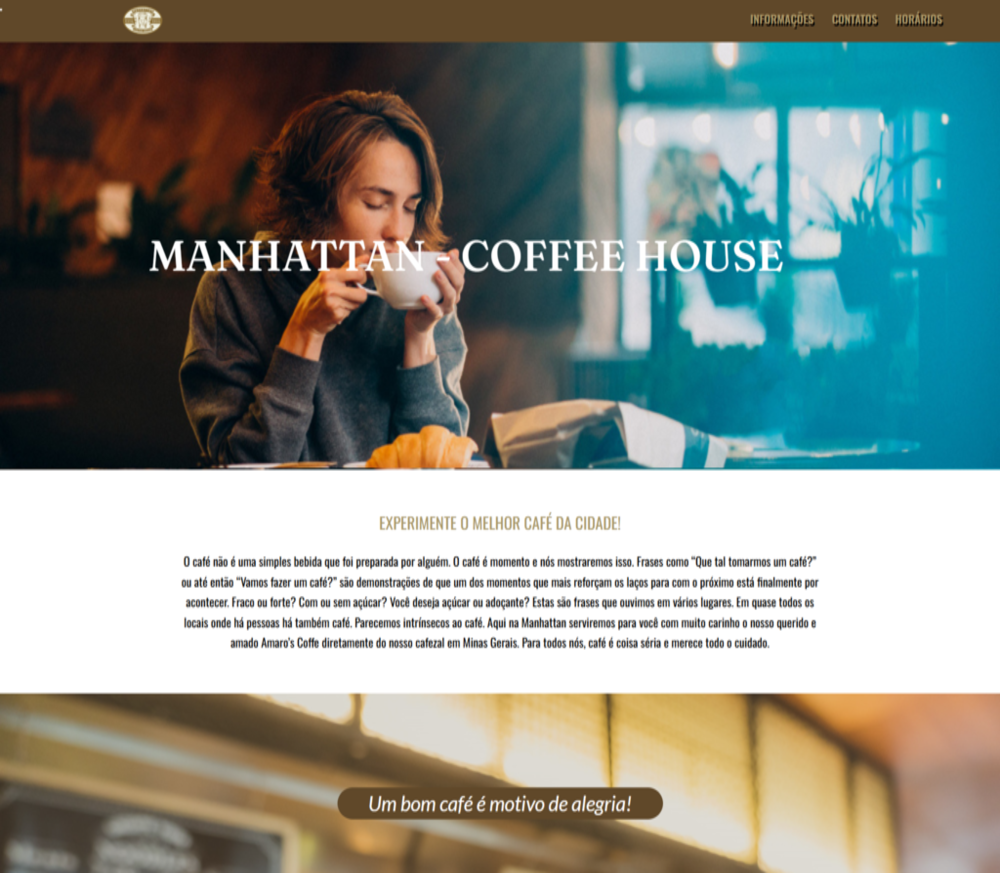 INFORMAÇÕES CONTATOS HORÁRIOS
MANHATTAN - COFFEE HOUSE
EXPERIMENTE O MELHOR CAFÉ DA CIDADE!
O café não é uma simples bebida que foi preparada por alguém. O café é momento e nós mostraremos isso. Frases como “Que tal tomarmos um café?”
ou até então “Vamos fazer um café?” são demonstrações de que um dos momentos que mais reforçam os laços para com o próximo está finalmente por
acontecer. Fraco ou forte? Com ou sem açúcar? Você deseja açúcar ou adoçante? Estas são frases que ouvimos em vários lugares. Em quase todos os
locais onde há pessoas há também café. Parecemos intrínsecos ao café. Aqui na Manhattan serviremos para você com muito carinho o nosso querido e
amado Amaro's Coffe diretamente do nosso cafezal em Minas Gerais. Para todos nós, café é coisa séria e merece todo o cuidado.
Um bom café é motivo de alegria!